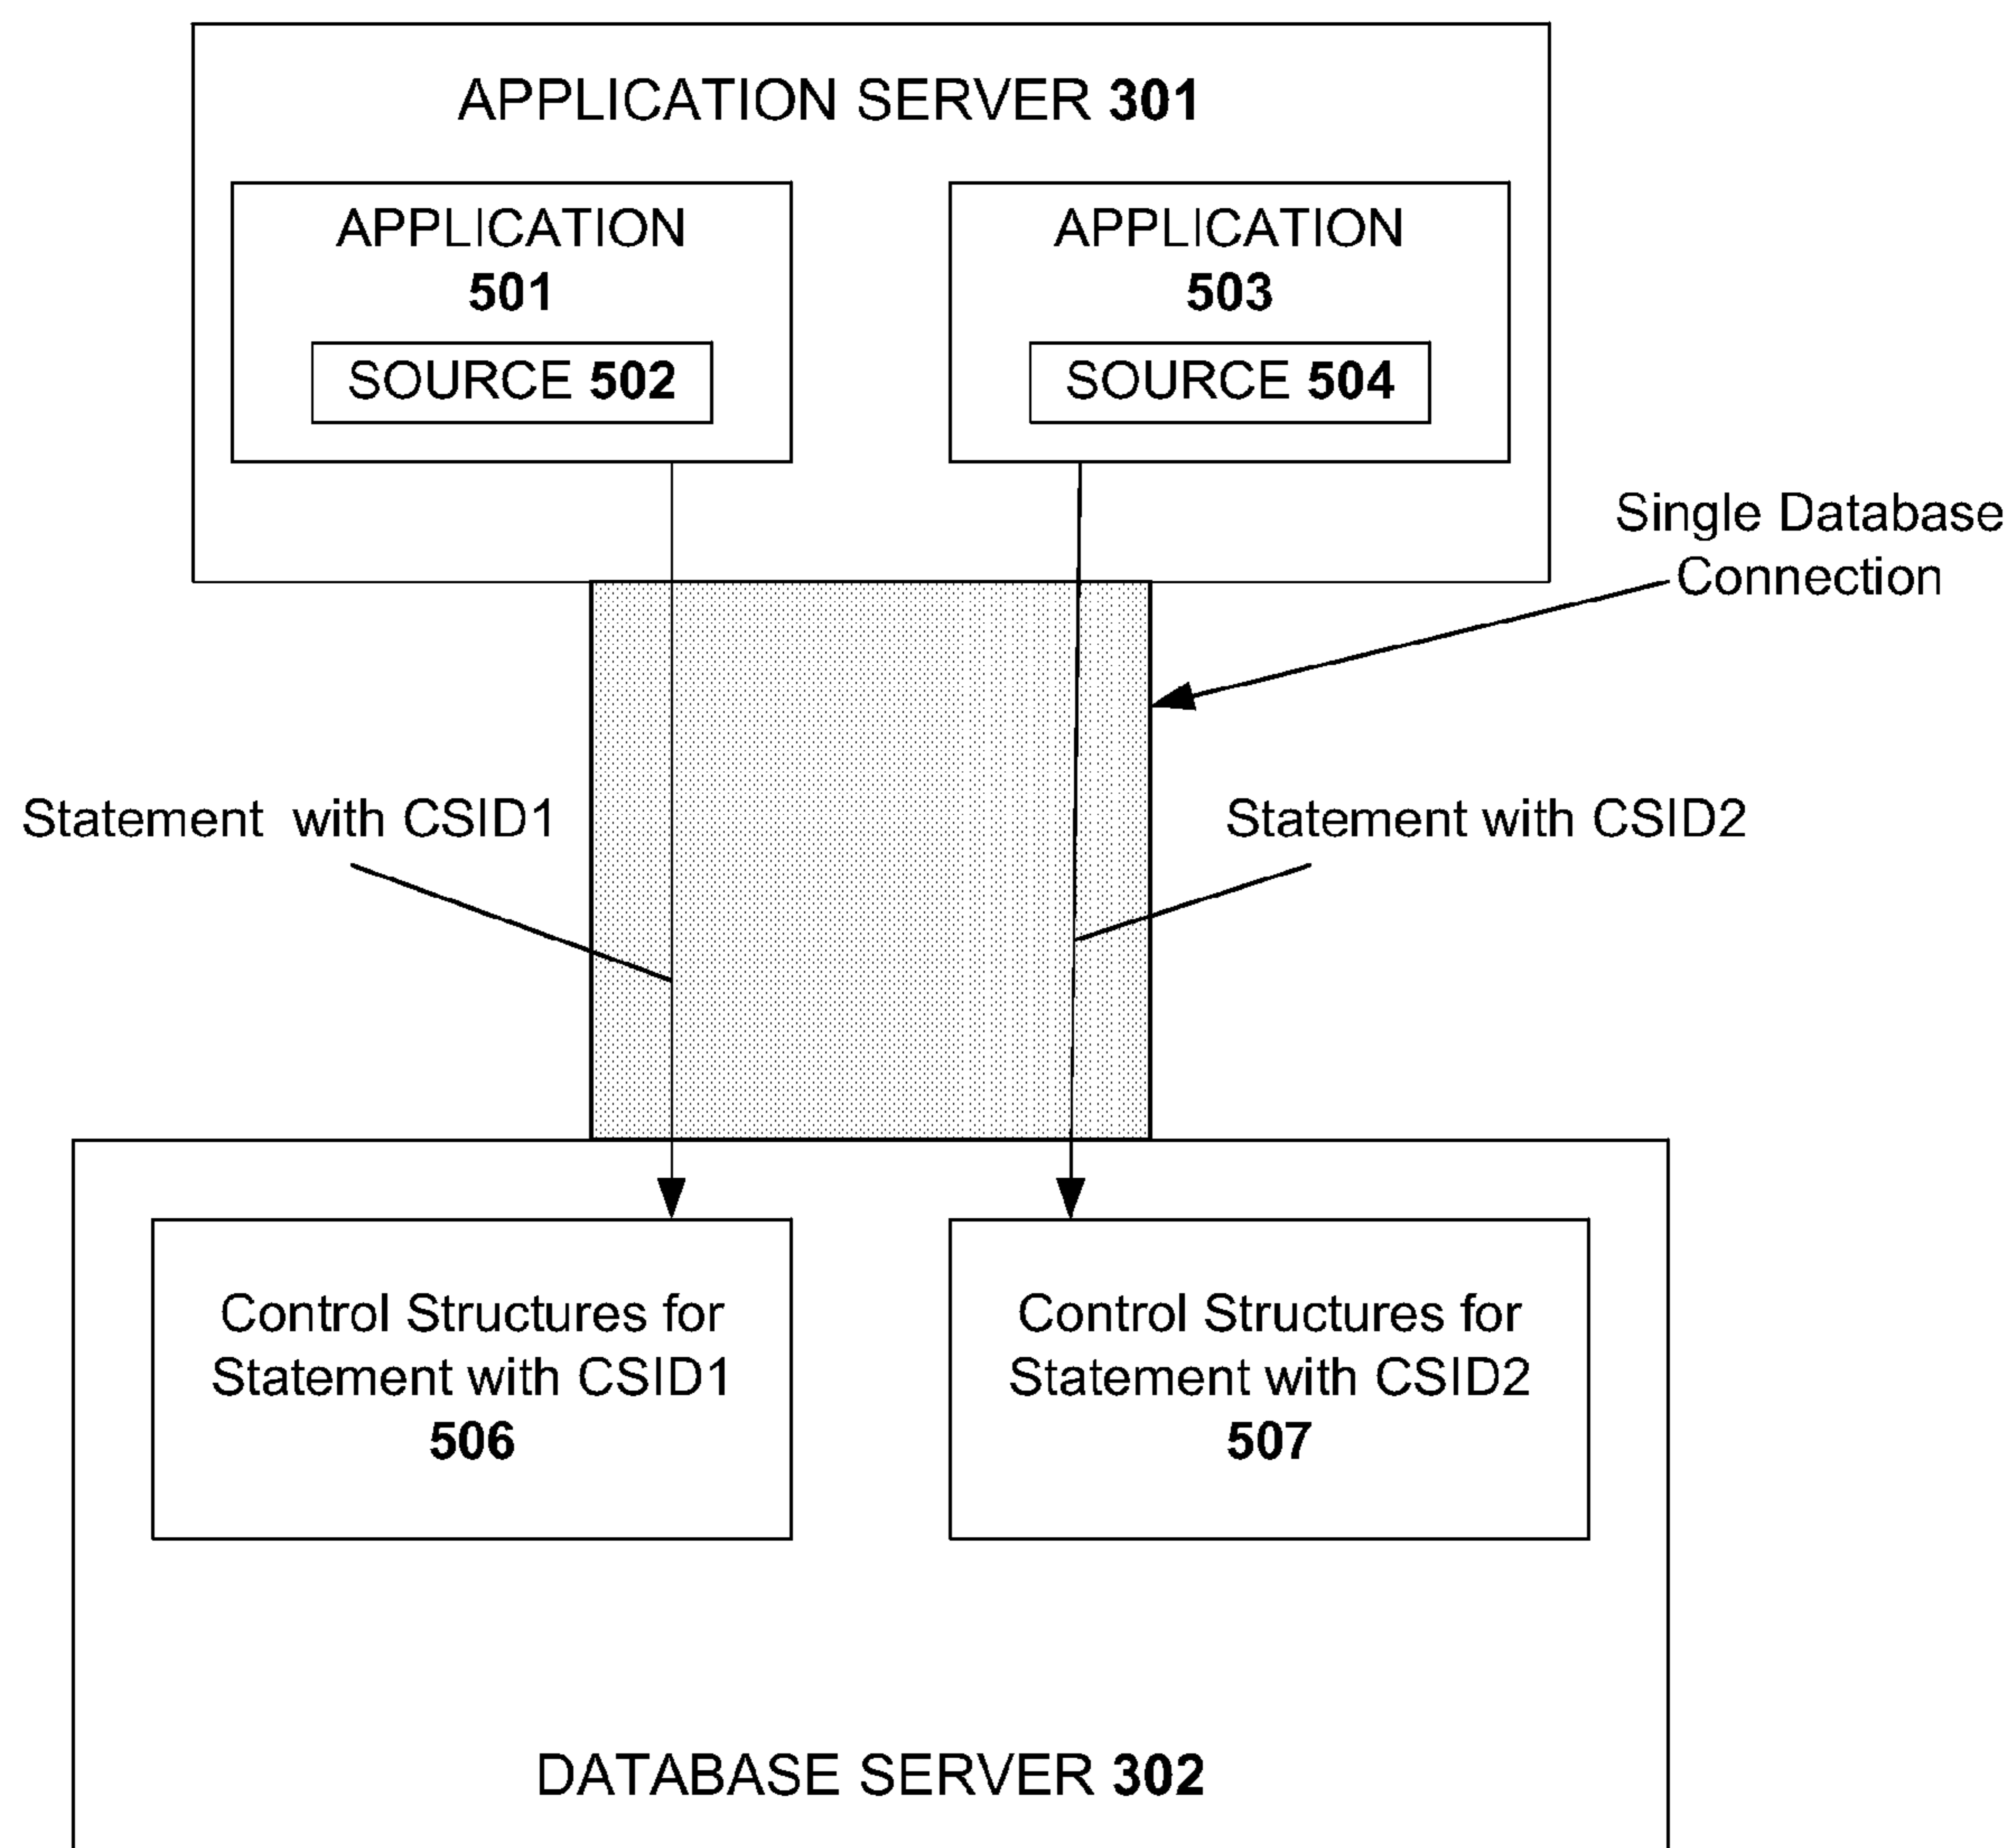 APPLICATION SERVER 301
APPLICATION
501
SOURCE 502
APPLICATION
503
SOURCE 504
Single Database
Connection
Statement with CSID1
Statement with CSID2
Control Structures for
Statement with CSID1
506
Control Structures for
Statement with CSID2
507
DATABASE SERVER 302